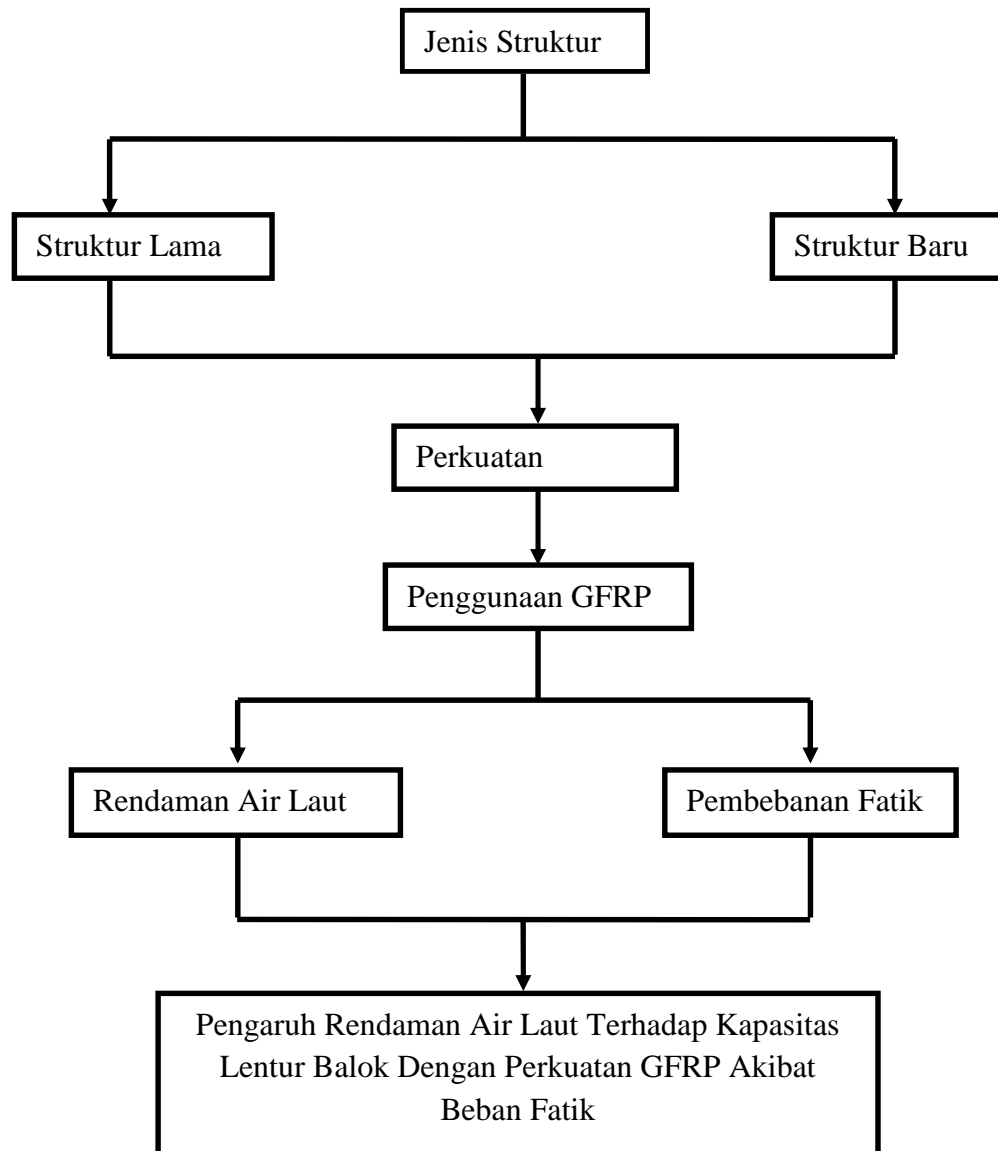 Jenis Struktur
Struktur Lama
Struktur Baru
Perkuatan
Penggunaan GFRP
Rendaman Air Laut
Pembebanan Fatik
Pengaruh Rendaman Air Laut Terhadap Kapasitas
Lentur Balok Dengan Perkuatan GFRP Akibat
Beban Fatik